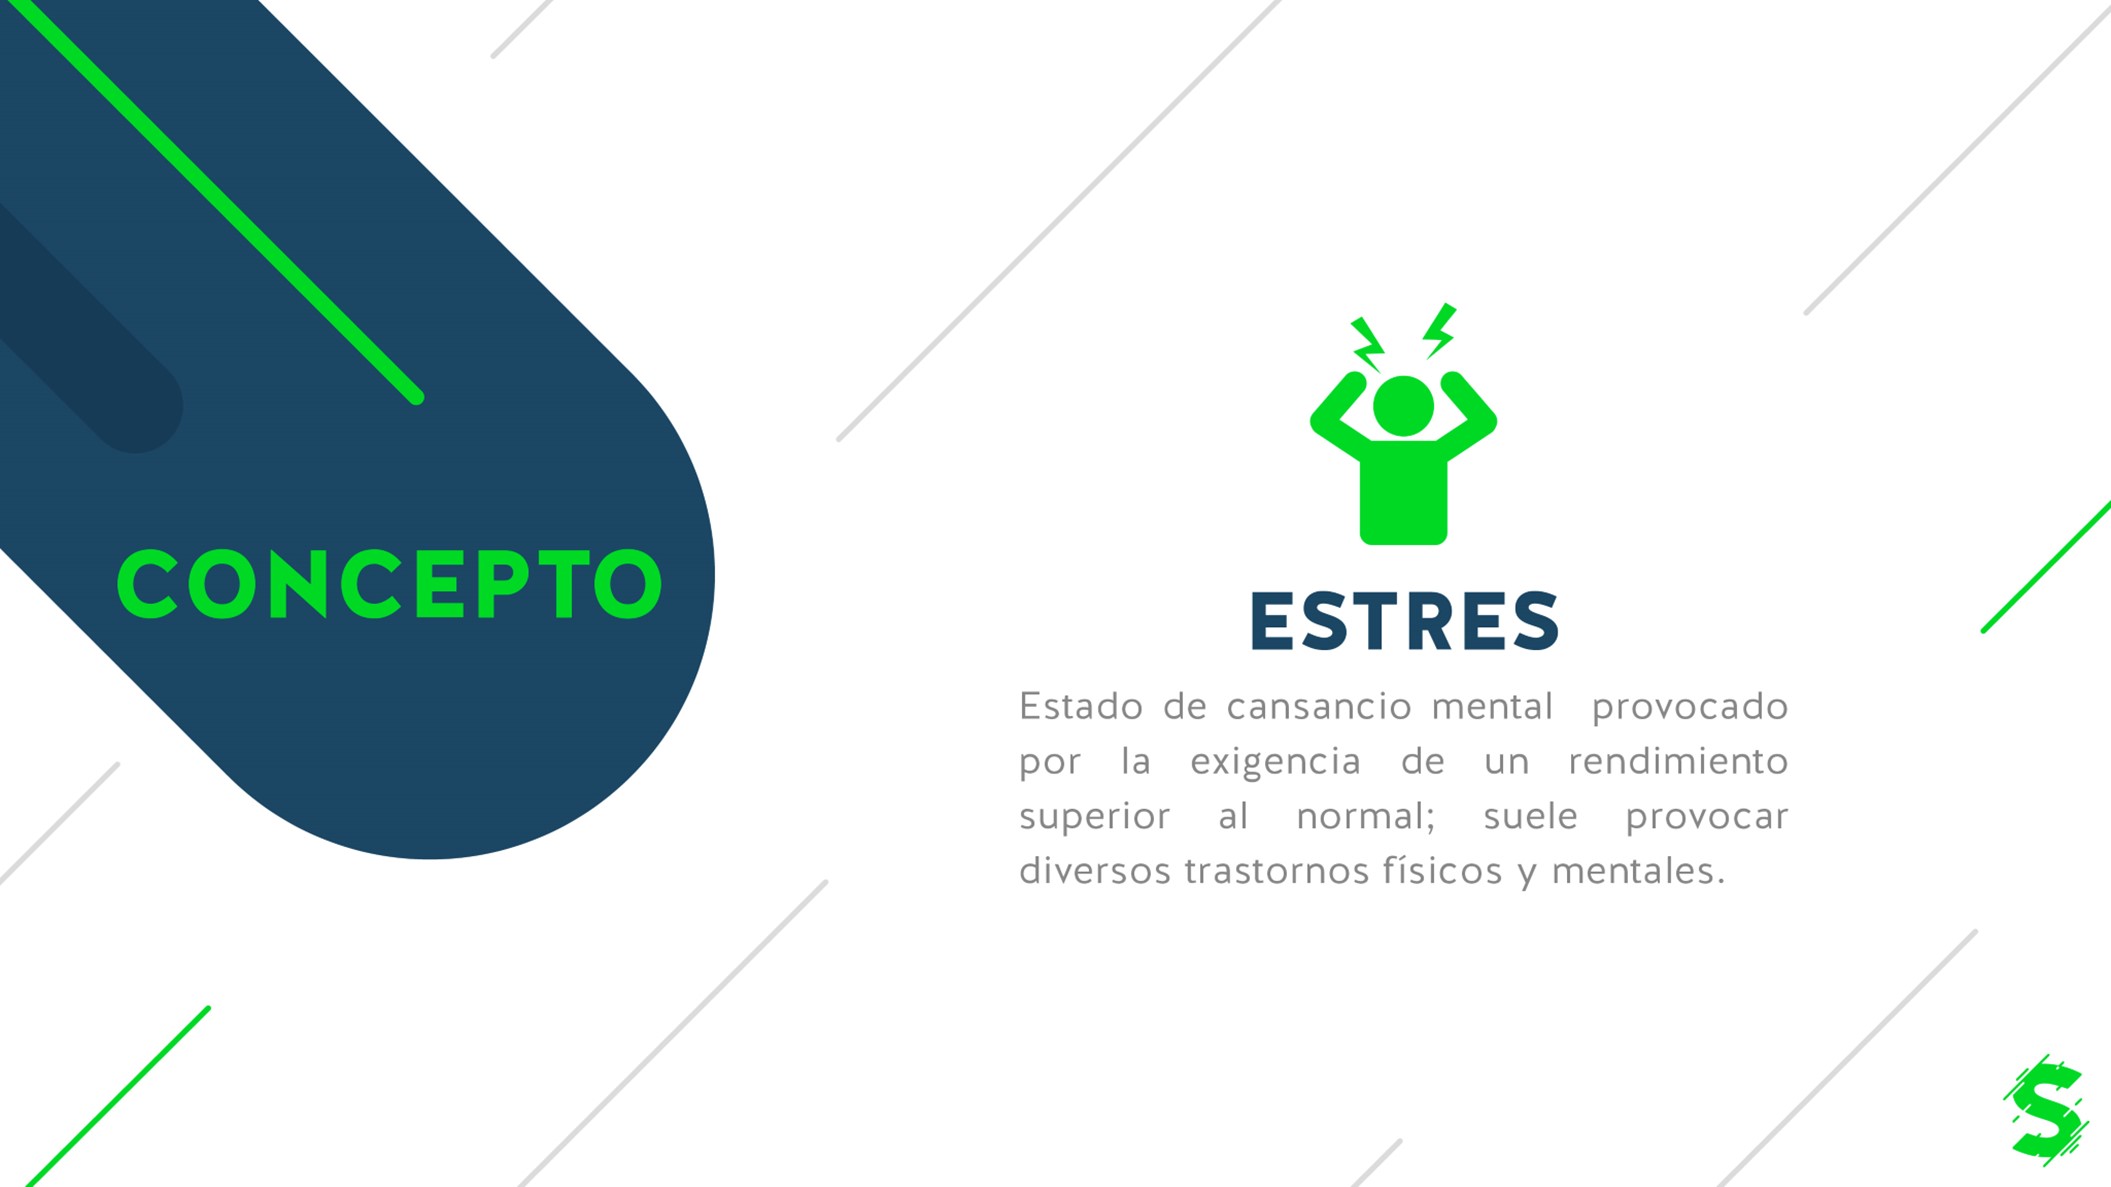 CONCEPTO
ESTRES
Estado de cansancio mental provocado
por la exigencia de un rendimiento
superior al normal; suele provocar
diversos trastornos físicos y mentales.
S